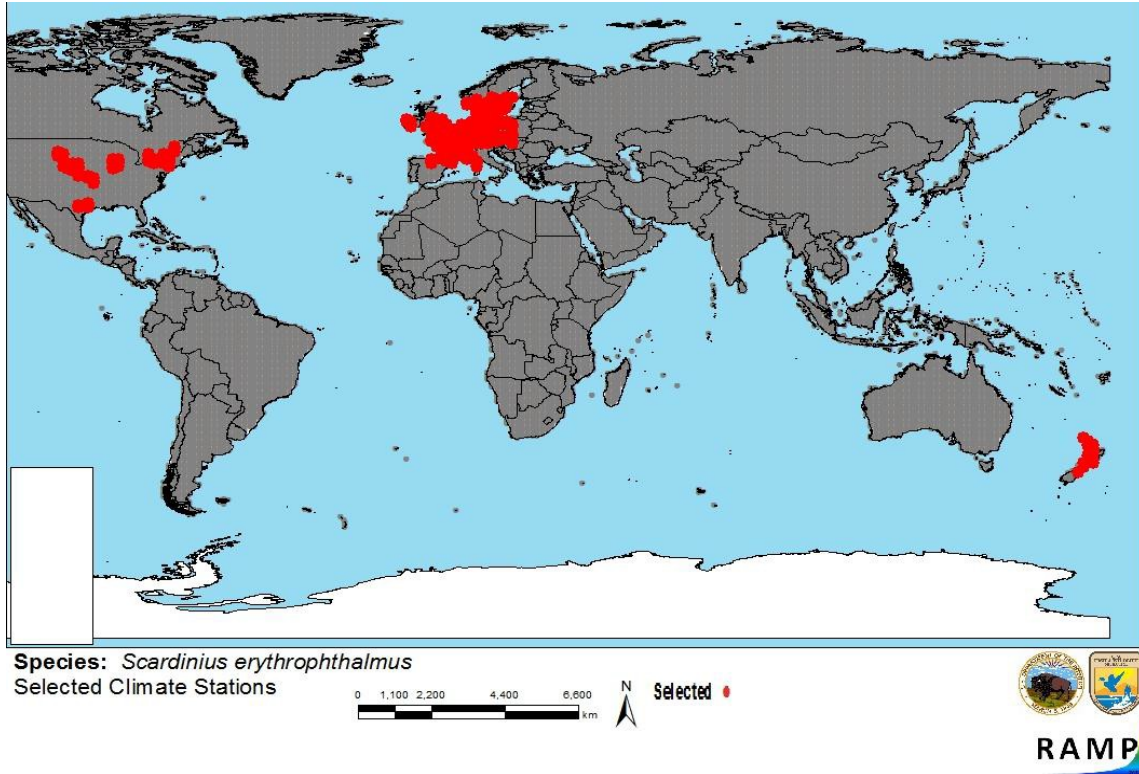 Species: Scardinius erythrophthalmus
Selected Climate Stations
0 1,100 2,200 4,400 6,600
km
N
Selected
RAMP